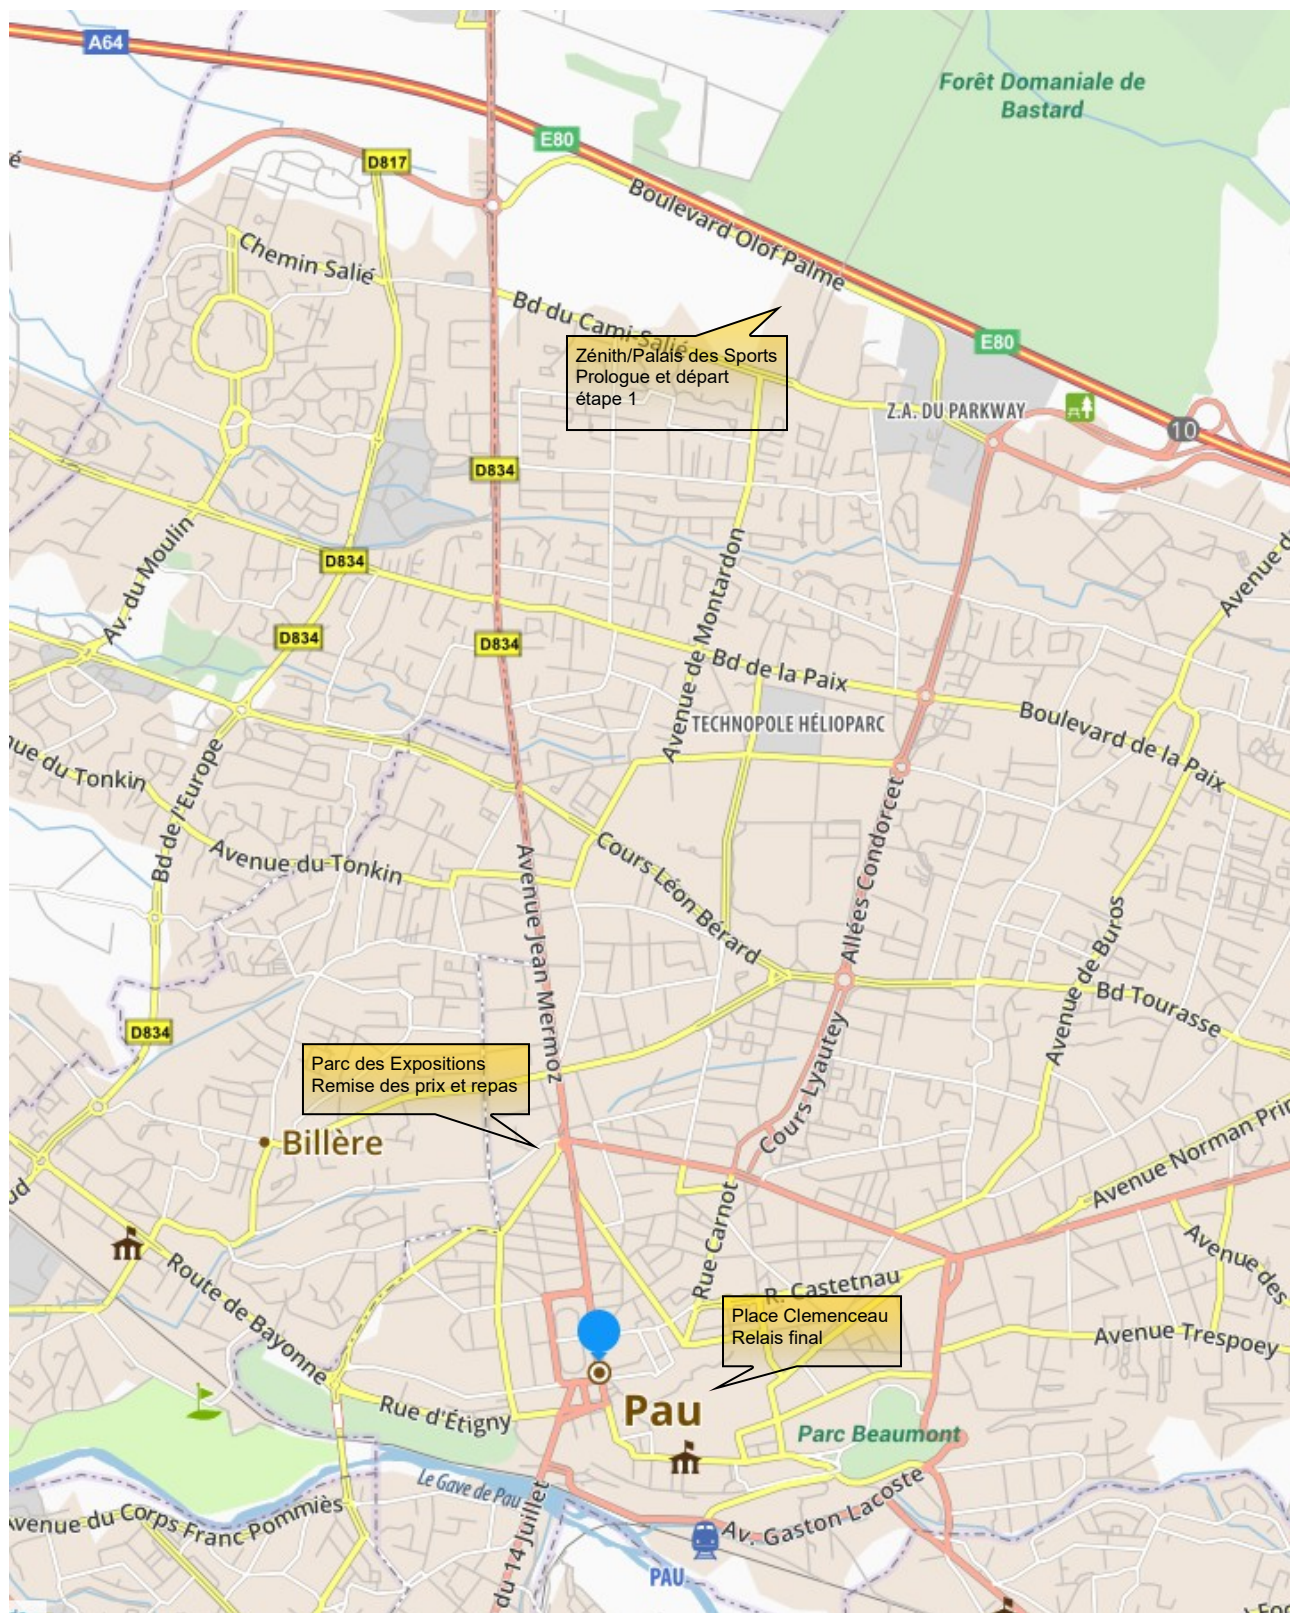 A64
Forêt Domaniale de
Bastard
E80
D817
Boulevard Olof Palme
Chemin Salié
Bd du Cami-Salié
E80
Zénith/Palais des Sports
Prologue et départ
étape 1
Z.A. DU PARKWAY
10
D834
Av. du Moulin
D834
Avenue de Montardon
D834
D834
Bd de la Paix
TECHNOPOLE HÉLIOPARC
Boulevard de la Paix
nue du Tonkin
Bd de l'Europe
Avenue du Tonkin
Avenue Jean Mermoz
Cours Léon Bérard
Allées Condorcet
Avenue de Buros
Bd Tourasse
D834
Parc des Expositions
Remise des prix et repas
Cours Lyautey
Billère
Avenue Norman Prin
Rue Carnot
Avenue des
Route de Bayonne
R. Castetnau
Place Clemenceau
Relais final
Avenue Trespoey
Pau
Rue d'Étigny
Parc Beaumont
Le Gave de Pau
venue du Corps Franc Pommiès
du 14 Juillet
Av. Gaston Lacoste
PAU